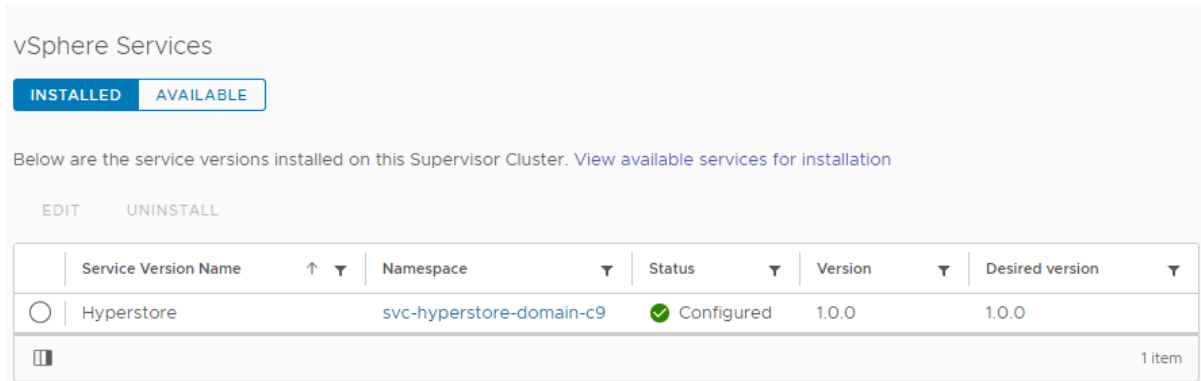 vSphere Services
INSTALLED AVAILABLE
Below are the service versions installed on this Supervisor Cluster. View available services for installation
EDIT UNINSTALL
Service Version Name Namespace Status Version Desired version
Hyperstore svc-hyperstore-domain-c9 Configured 1.0.0 1.0.0
1 item